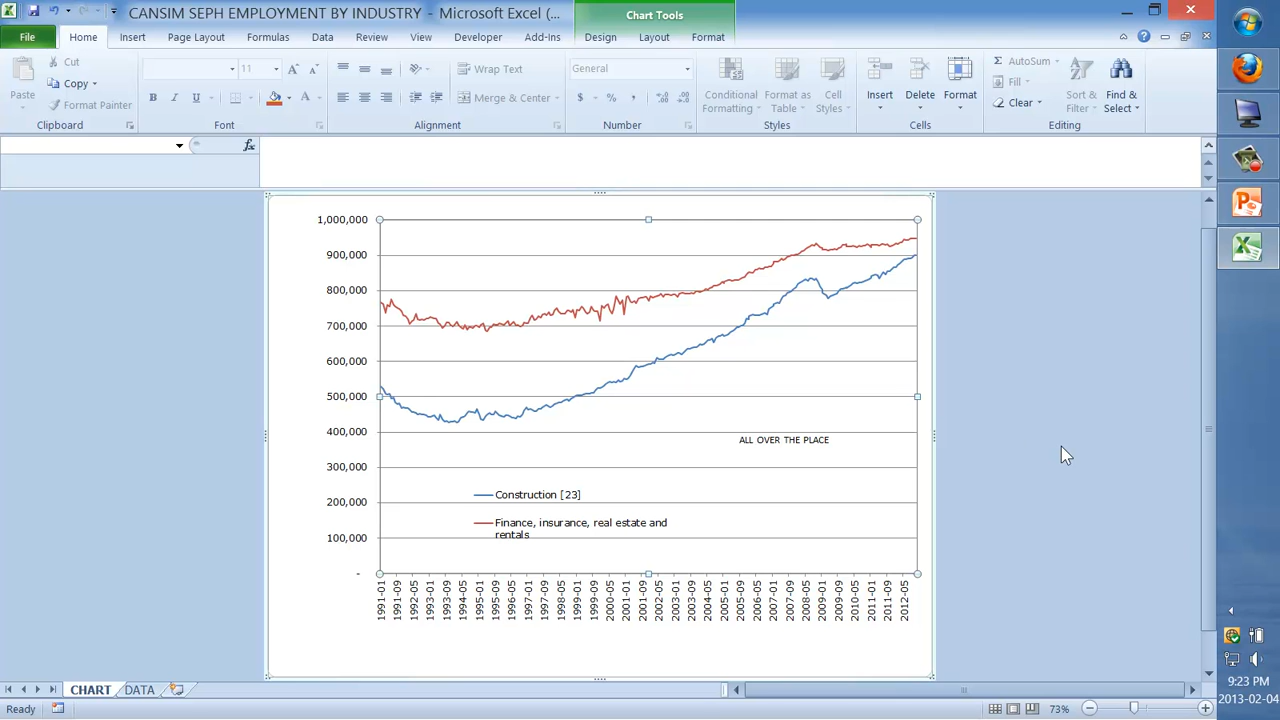 CANSIM SEPH EMPLOYMENT BY INDUSTRY - Microsoft Excel (...
Chart Tools
File Home Insert Page Layout Formulas Data Review View Developer Add-Ins Design Layout Format
Paste
Cut
Copy
Format Painter
Clipboard
11
A A
B I U A
Font
Wrap Text
Merge & Center
Alignment
General
$ % ,
Number
Conditional Formatting
Format as Table
Cell Styles
Styles
Insert
Delete
Format
Cells
Σ AutoSum
Fill
Clear
Sort & Filter
Find & Select
Editing
fx
1,000,000
900,000
800,000
700,000
600,000
500,000
400,000
300,000
200,000
100,000
-
ALL OVER THE PLACE
Construction [23]
Finance, insurance, real estate and
rentals
1991-01 1991-09 1992-05 1993-01 1993-09 1994-05 1995-01 1995-09 1996-05 1997-01 1997-09 1998-05 1999-01 1999-09 2000-05 2001-01 2001-09 2002-05 2003-01 2003-09 2004-05 2005-01 2005-09 2006-05 2007-01 2007-09 2008-05 2009-01 2009-09 2010-05 2011-01 2011-09 2012-05
CHART DATA
Ready
73%
9:23 PM
2013-02-04